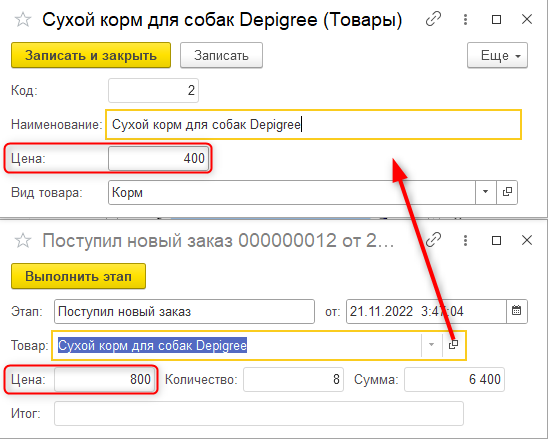 Сухой корм для собак Depigree (Товары)
Записать и закрыть Записать Еще
Код: 2
Наименование: Сухой корм для собак Depigree
Цена: 400
Вид товара: Корм
Поступил новый заказ 000000012 от 2...
Выполнить этап
Этап: Поступил новый заказ от: 21.11.2022 3:47:04
Товар: Сухой корм для собак Depigree
Цена: 800 Количество: 8 Сумма: 6 400
Итог: